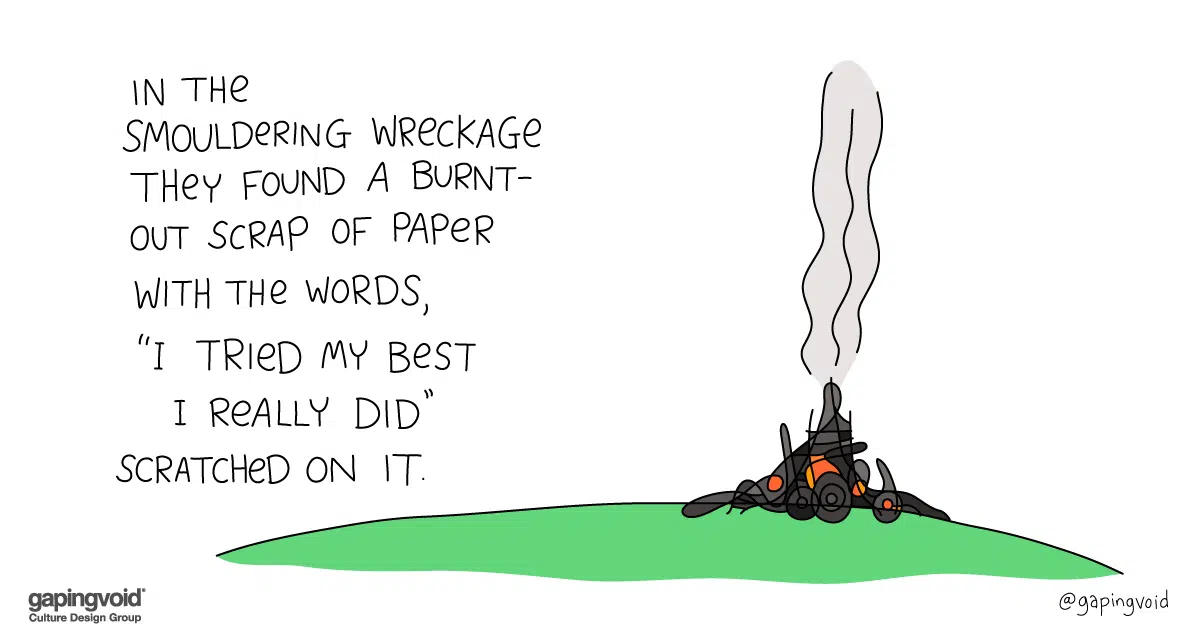 IN THE
SMOULDERING WRECKAGE
THEY FOUND A BURNT-
OUT SCRAP OF PAPER
WITH THE WORDS,
"I TRIED MY BEST
I REALLY DID"
SCRATCHED ON IT.
gapingvoid®
Culture Design Group
@gapingvoid